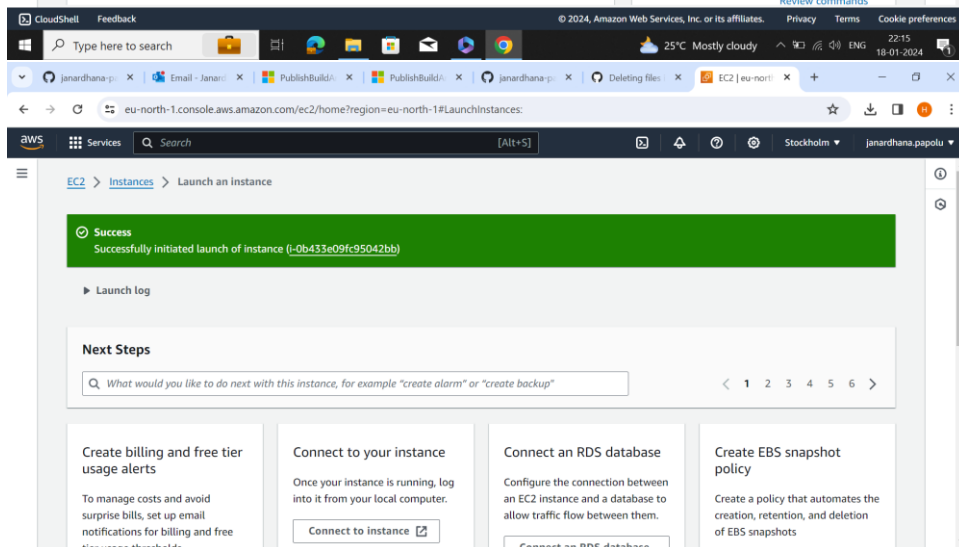 Review commands
CloudShell Feedback © 2024, Amazon Web Services, Inc. or its affiliates. Privacy Terms Cookie preferences
Type here to search 25°C Mostly cloudy ENG 22:15
18-01-2024
janardhana-p Email - Janard PublishBuildA PublishBuildA janardhana-p Deleting files EC2 | eu-nort
eu-north-1.console.aws.amazon.com/ec2/home?region=eu-north-1#LaunchInstances: H
aws Services Search [Alt+S] Stockholm janardhana.papolu
EC2 > Instances > Launch an instance
Success
Successfully initiated launch of instance (i-0b433e09fc95042bb)
Launch log
Next Steps
What would you like to do next with this instance, for example "create alarm" or "create backup"
1 2 3 4 5 6
Create billing and free tier
usage alerts
To manage costs and avoid
surprise bills, set up email
notifications for billing and free
tier usage thresholds
Connect to your instance
Once your instance is running, log
into it from your local computer.
Connect to instance
Connect an RDS database
Configure the connection between
an EC2 instance and a database to
allow traffic flow between them.
Connect an RDS database
Create EBS snapshot
policy
Create a policy that automates the
creation, retention, and deletion
of EBS snapshots